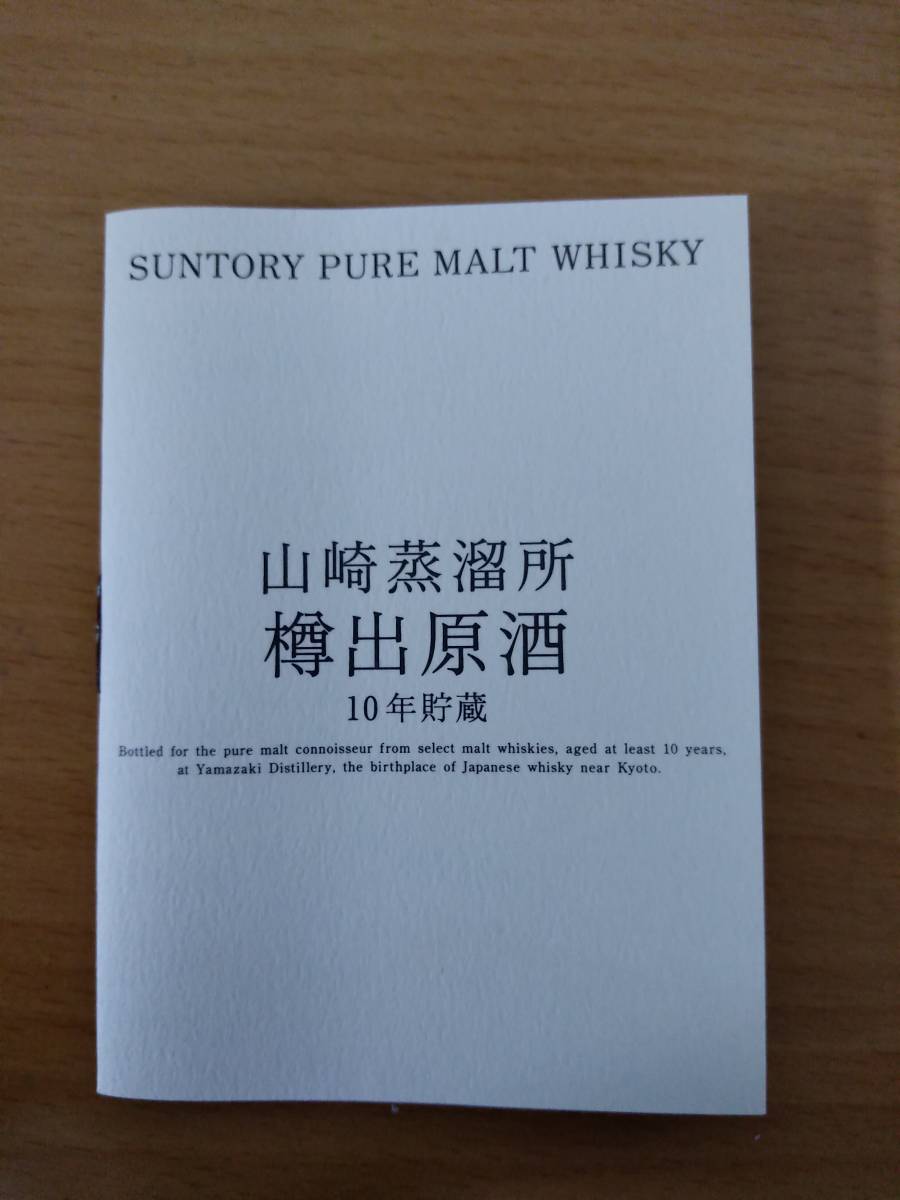 SUNTORY PURE MALT WHISKY
山崎蒸溜所
樽出原酒
10年貯蔵
Bottled for the pure malt connoisseur from select malt whiskies, aged at least 10 years,
at Yamazaki Distillery, the birthplace of Japanese whisky near Kyoto.